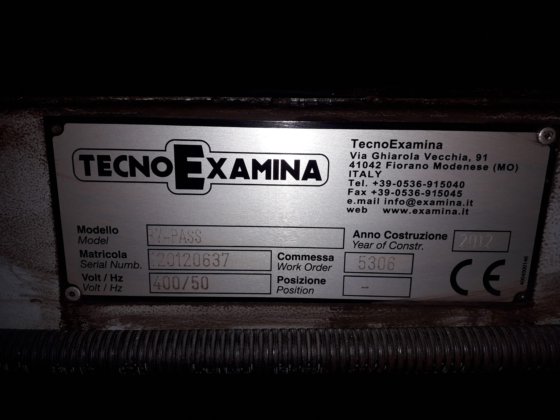 TECNOEXAMINA
TecnoExamina
Via Ghiarola Vecchia, 91
41042 Fiorano Modenese (MO)
ITALY
Tel. +39-0536-915040
Fax +39-0536-915045
e.mail info@examina.it
web www.examina.it
Modello
Model
Anno Costruzione 2012
Year of Constr.
Matricola 20120637
Serial Numb.
Commessa 5306
Work Order
Volt / Hz 400/50
Volt / Hz
Posizione –
Position
CE